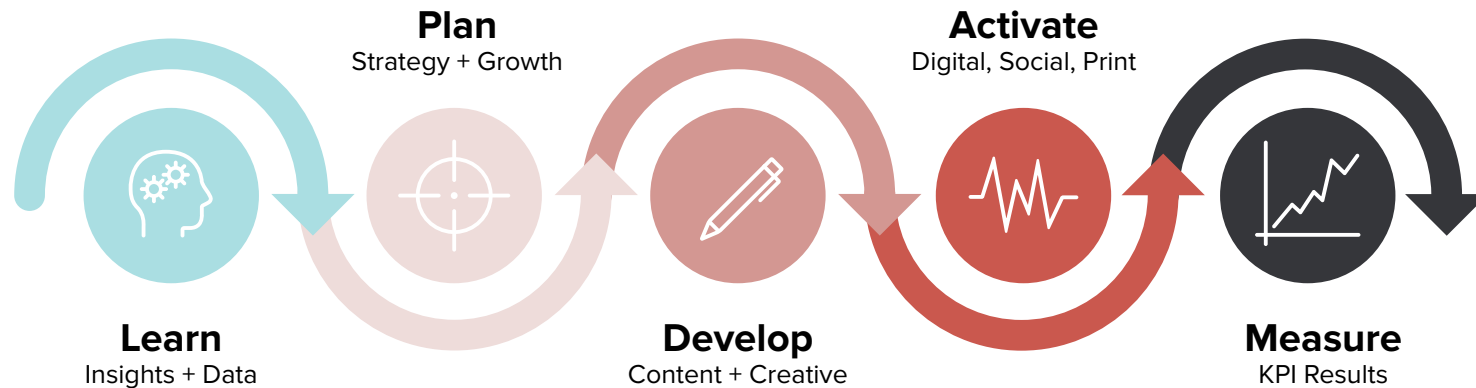 Learn
Insights + Data
Plan
Strategy + Growth
Develop
Content + Creative
Activate
Digital, Social, Print
Measure
KPI Results